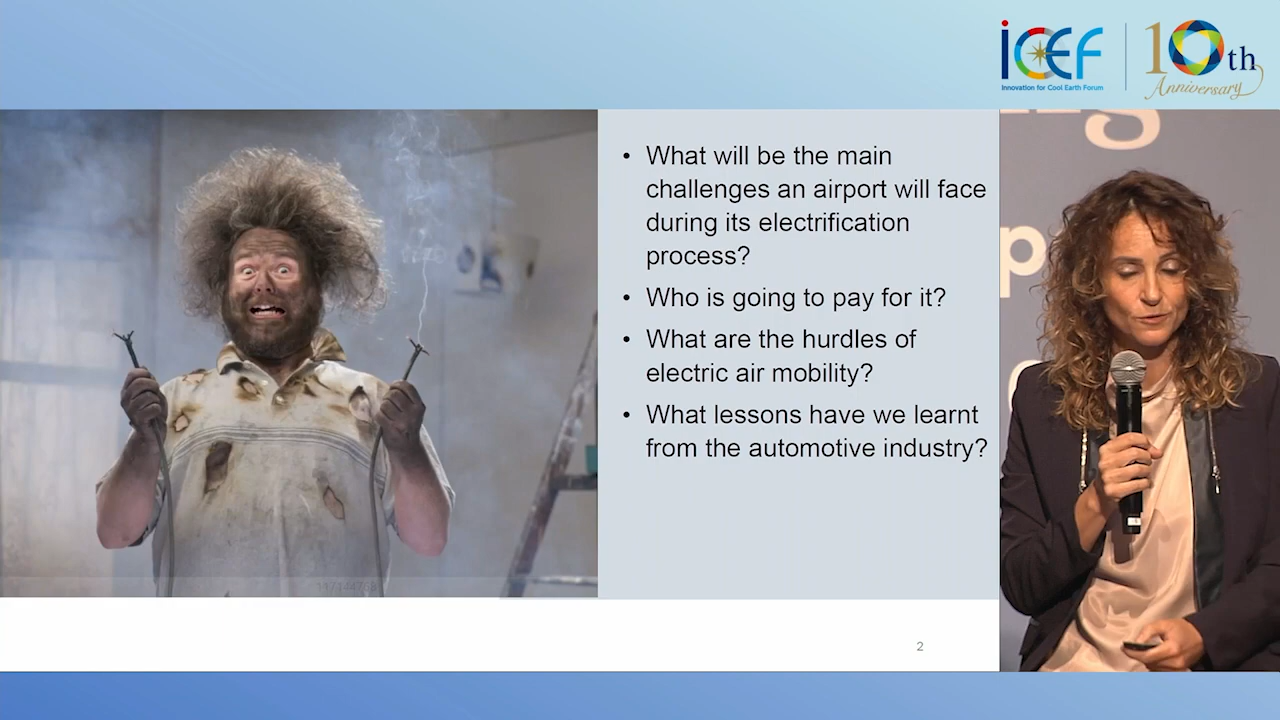 iCEF
Innovation for Cool Earth Forum
10th
Anniversary
• What will be the main
challenges an airport will face
during its electrification
process?
• Who is going to pay for it?
• What are the hurdles of
electric air mobility?
• What lessons have we learnt
from the automotive industry?
2